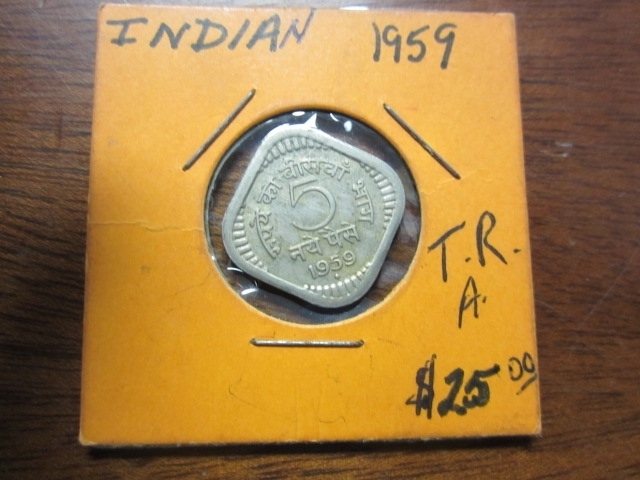 INDIAN 1959
रुपये का बीसवाँ भाग
5
नये पैसे
1959
T.R.
A.
$25.00